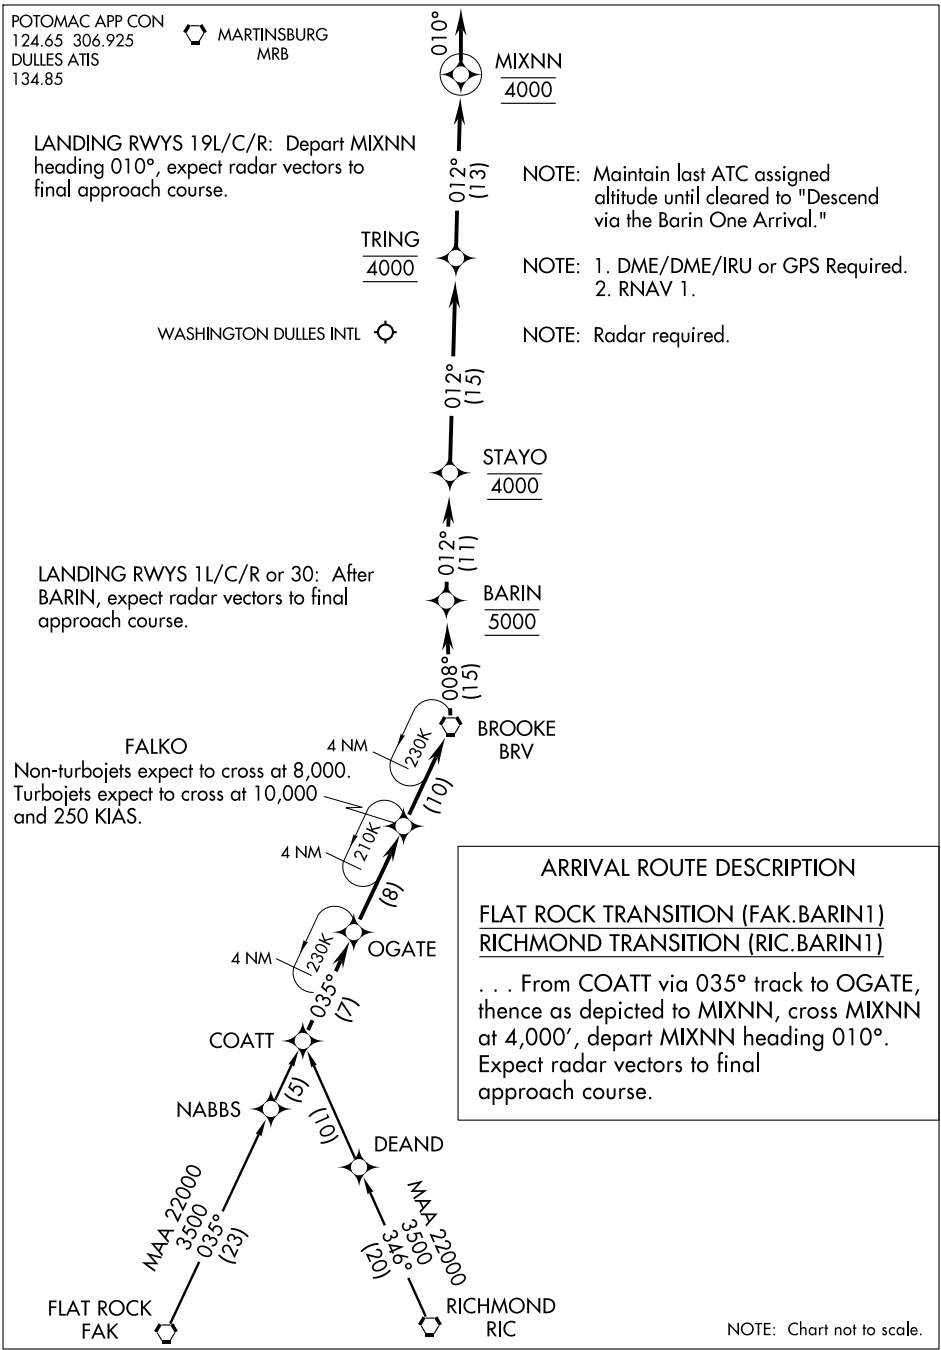 POTOMAC APP CON
124.65 306.925
DULLES ATIS
134.85
MARTINSBURG
MRB
010°
MIXNN
4000
LANDING RWYS 19L/C/R: Depart MIXNN
heading 010°, expect radar vectors to
final approach course.
012°
(13)
NOTE: Maintain last ATC assigned
altitude until cleared to "Descend
via the Barin One Arrival."
TRING
4000
NOTE: 1. DME/DME/IRU or GPS Required.
2. RNAV 1.
WASHINGTON DULLES INTL
NOTE: Radar required.
012°
(15)
STAYO
4000
012°
(11)
LANDING RWYS 1L/C/R or 30: After
BARIN, expect radar vectors to final
approach course.
BARIN
5000
008°
(15)
BROOKE
BRV
4 NM
230K
FALKO
Non-turbojets expect to cross at 8,000.
Turbojets expect to cross at 10,000
and 250 KIAS.
(10)
4 NM
210K
(8)
4 NM
230K
OGATE
035°
(7)
COATT
NABBS
(5)
(10)
DEAND
MAA 22000
3500
035°
(23)
MAA 22000
3500
346°
(20)
FLAT ROCK
FAK
RICHMOND
RIC
ARRIVAL ROUTE DESCRIPTION
FLAT ROCK TRANSITION (FAK.BARIN1)
RICHMOND TRANSITION (RIC.BARIN1)
. . . From COATT via 035° track to OGATE,
thence as depicted to MIXNN, cross MIXNN
at 4,000', depart MIXNN heading 010°.
Expect radar vectors to final
approach course.
NOTE: Chart not to scale.